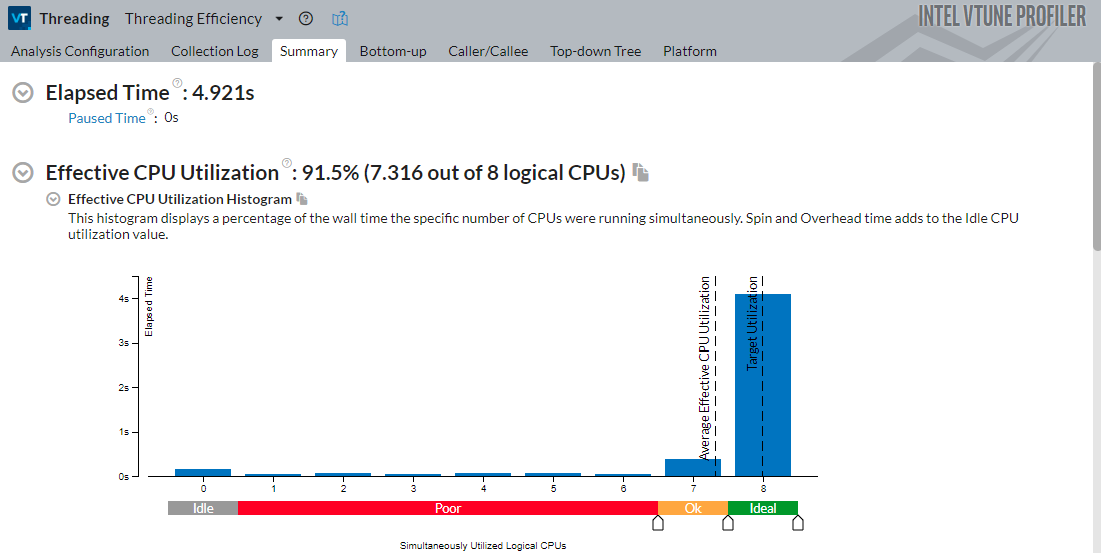 VT Threading Threading Efficiency ?
INTEL VTUNE PROFILER
Analysis Configuration Collection Log Summary Bottom-up Caller/Callee Top-down Tree Platform
Elapsed Time ? : 4.921s
Paused Time ? : 0s
Effective CPU Utilization ? : 91.5% (7.316 out of 8 logical CPUs)
Effective CPU Utilization Histogram
This histogram displays a percentage of the wall time the specific number of CPUs were running simultaneously. Spin and Overhead time adds to the Idle CPU
utilization value.
Elapsed Time
4s
3s
2s
1s
0s
Average Effective CPU Utilization
Target Utilization
0 1 2 3 4 5 6 7 8
Idle Poor Ok Ideal
Simultaneously Utilized Logical CPUs